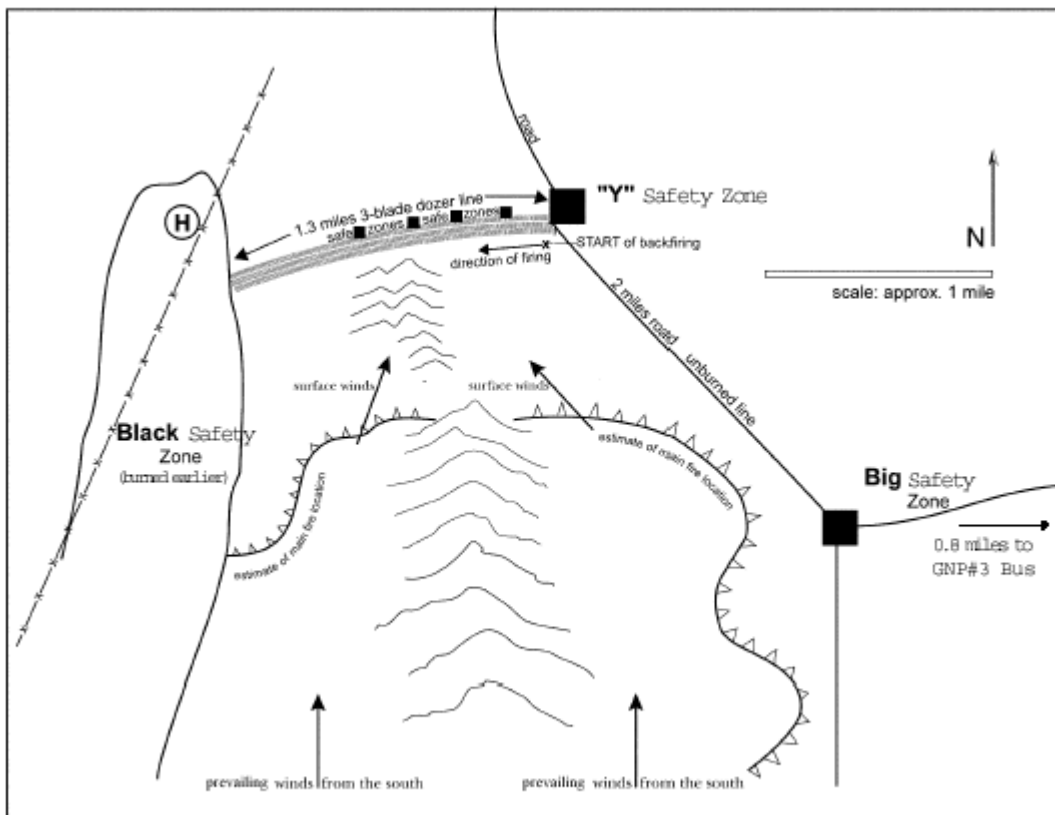 road
"Y" Safety Zone
H
1.3 miles 3-blade dozer line
safe zones safe zones
START of backfiring
direction of firing
N
scale: approx. 1 mile
2 miles road unburned line
surface winds
surface winds
Black Safety
Zone
(burned earlier)
estimate of main fire location
estimate of main fire location
Big Safety
Zone
0.8 miles to
GNP#3 Bus
prevailing winds from the south
prevailing winds from the south